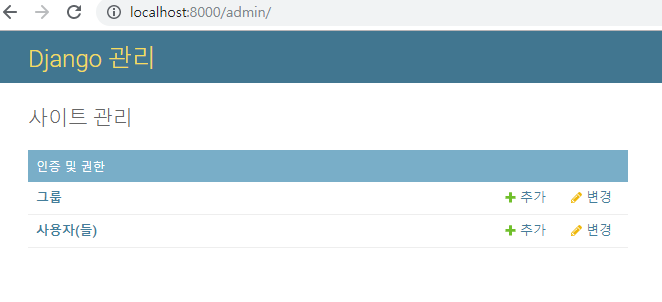 localhost:8000/admin/
Django 관리
사이트 관리
인증 및 권한
그룹 추가 변경
사용자(들) 추가 변경